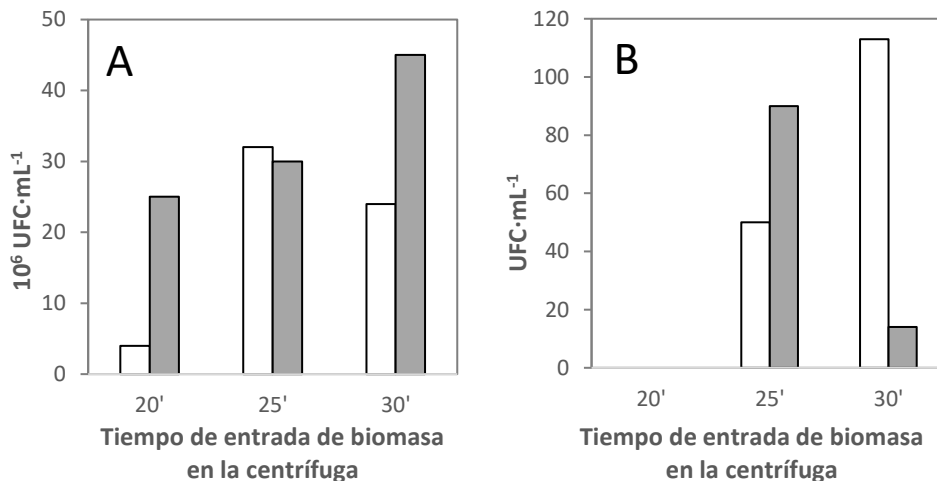 A
50
40
30
20
10
0
10⁶ UFC·mL⁻¹
20' 25' 30'
Tiempo de entrada de biomasa
en la centrífuga
B
120
100
80
60
40
20
0
UFC·mL⁻¹
20' 25' 30'
Tiempo de entrada de biomasa
en la centrífuga